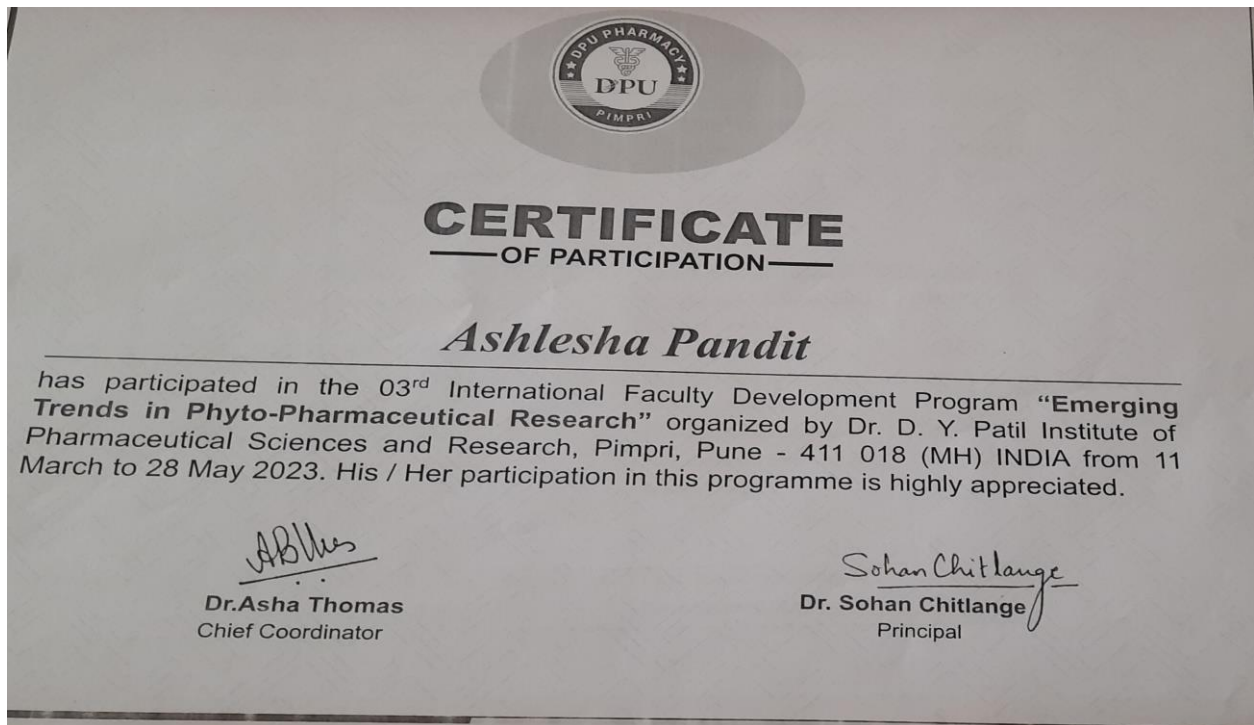 DPU PHARMACY
DPU
PIMPRI
CERTIFICATE
OF PARTICIPATION
Ashlesha Pandit
has participated in the 03rd International Faculty Development Program “Emerging
Trends in Phyto-Pharmaceutical Research” organized by Dr. D. Y. Patil Institute of
Pharmaceutical Sciences and Research, Pimpri, Pune - 411 018 (MH) INDIA from 11
March to 28 May 2023. His / Her participation in this programme is highly appreciated.
Sohan Chitlange
Dr.Asha Thomas
Dr. Sohan Chitlange
Chief Coordinator
Principal